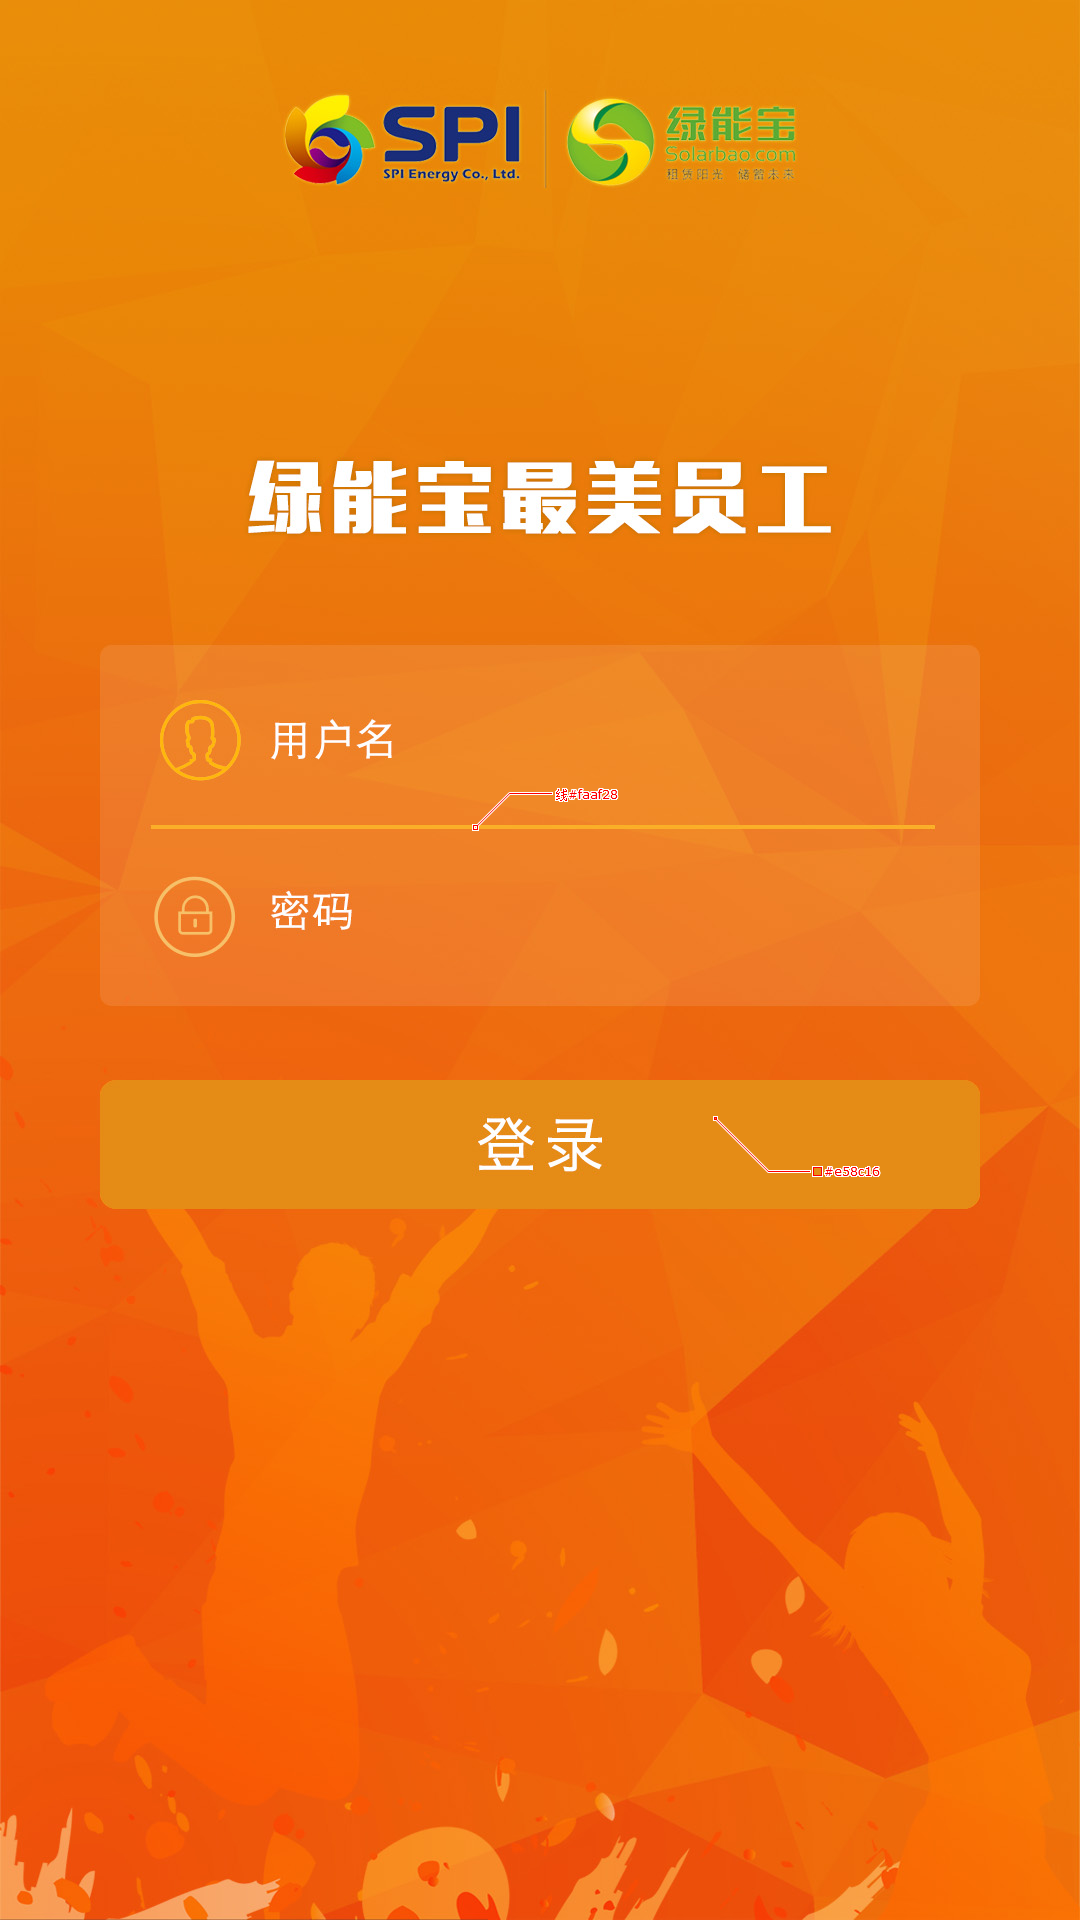 SPI
SPI Energy Co., Ltd.
绿能宝
Solarbao.com
租赁阳光 储蓄未来
绿能宝最美员工
用户名
线#faaf28
密码
登录
#e58c16